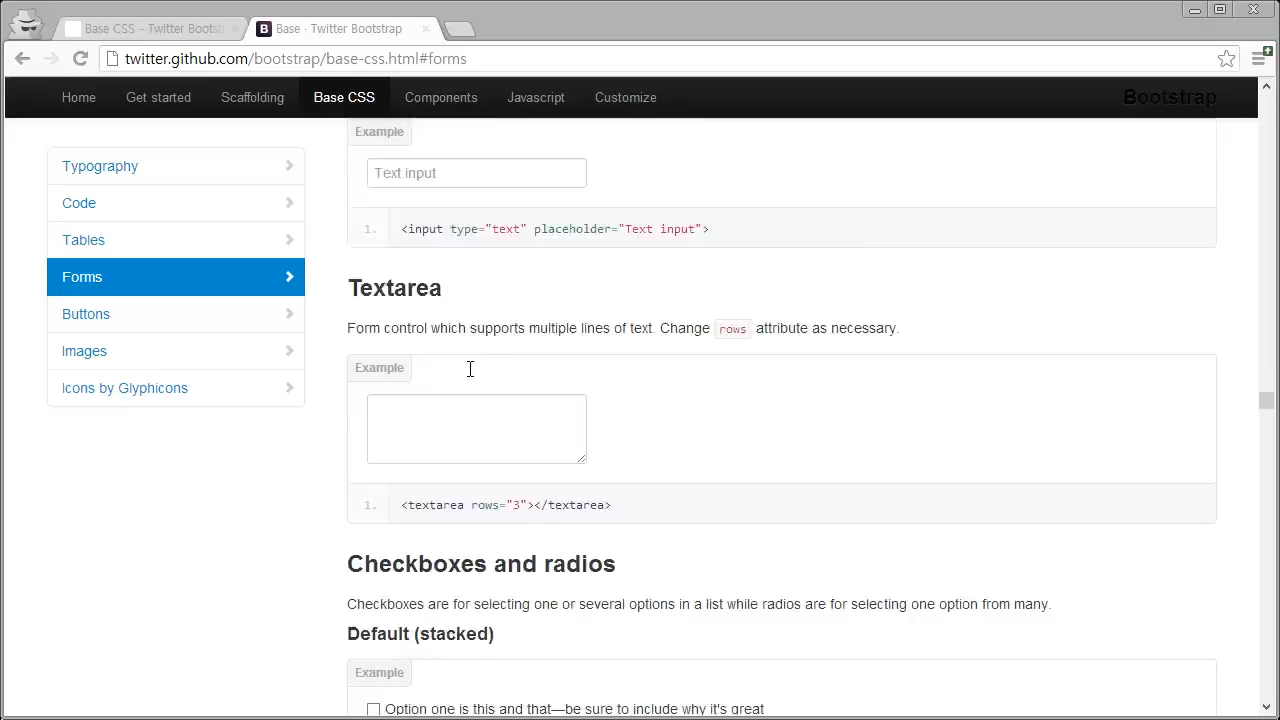 Base CSS - Twitter Bootst
Base · Twitter Bootstrap
twitter.github.com/bootstrap/base-css.html#forms
Home Get started Scaffolding Base CSS Components Javascript Customize Bootstrap
Typography
Code
Tables
Forms
Buttons
Images
Icons by Glyphicons
Example
Text input
1. <input type="text" placeholder="Text input">
Textarea
Form control which supports multiple lines of text. Change rows attribute as necessary.
Example
1. <textarea rows="3"></textarea>
Checkboxes and radios
Checkboxes are for selecting one or several options in a list while radios are for selecting one option from many.
Default (stacked)
Example
Option one is this and that—be sure to include why it's great